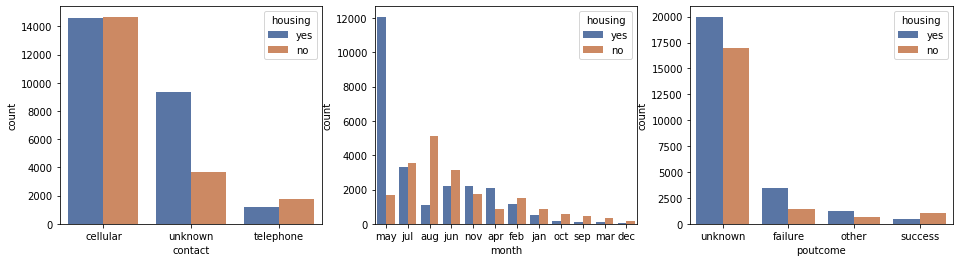 14000
12000
10000
8000
6000
4000
2000
0
count
housing
yes
no
cellular unknown telephone
contact
12000
10000
8000
6000
4000
2000
0
count
housing
yes
no
may jul aug jun nov apr feb jan oct sep mar dec
month
20000
17500
15000
12500
10000
7500
5000
2500
0
count
housing
yes
no
unknown failure other success
poutcome